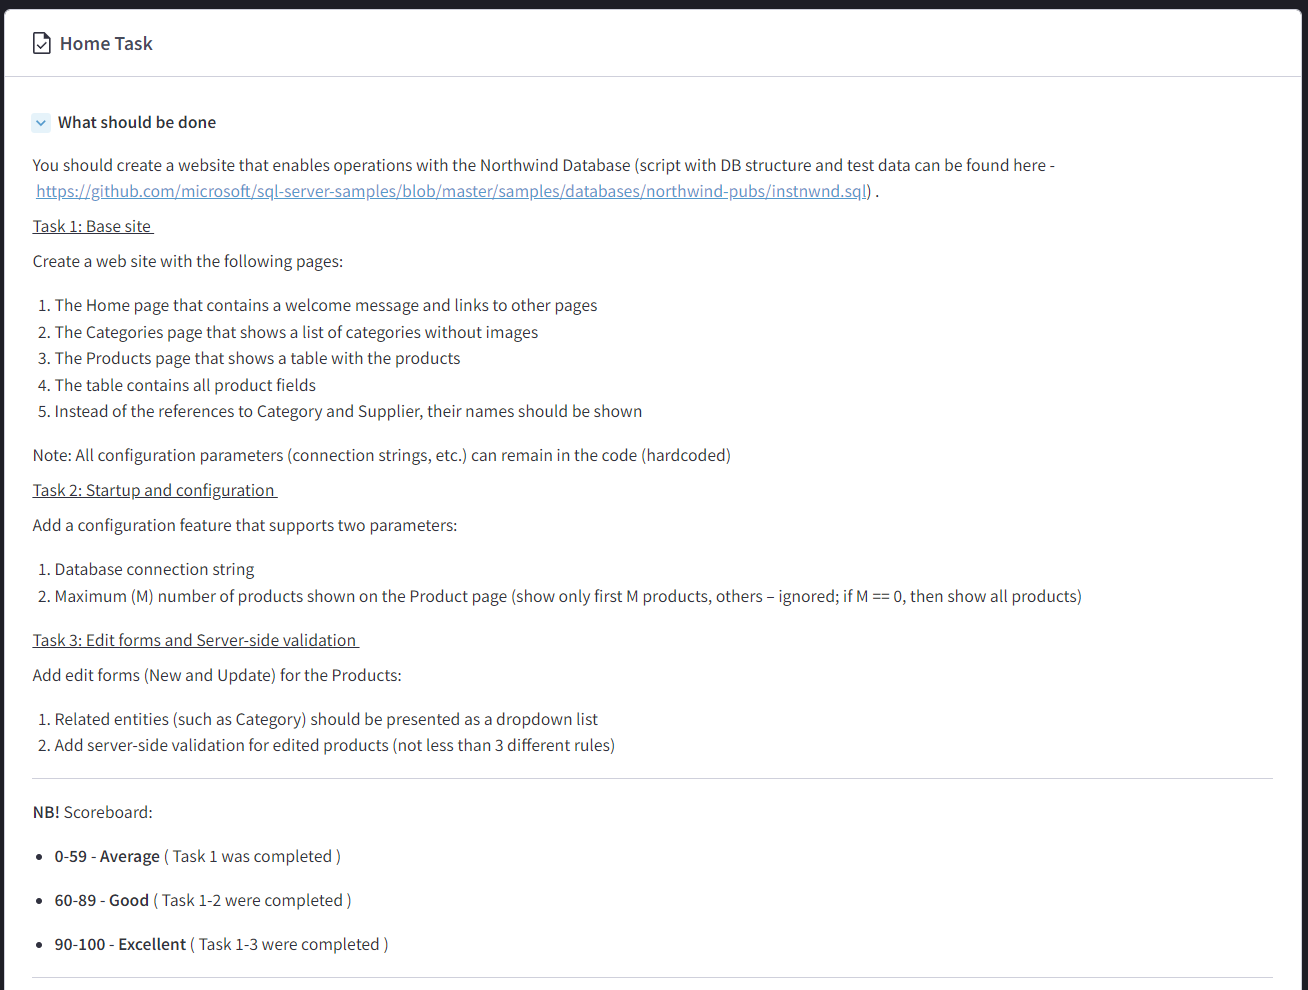 Home Task
What should be done
You should create a website that enables operations with the Northwind Database (script with DB structure and test data can be found here -
https://github.com/microsoft/sql-server-samples/blob/master/samples/databases/northwind-pubs/instnwnd.sql) .
Task 1: Base site
Create a web site with the following pages:
1. The Home page that contains a welcome message and links to other pages
2. The Categories page that shows a list of categories without images
3. The Products page that shows a table with the products
4. The table contains all product fields
5. Instead of the references to Category and Supplier, their names should be shown
Note: All configuration parameters (connection strings, etc.) can remain in the code (hardcoded)
Task 2: Startup and configuration
Add a configuration feature that supports two parameters:
1. Database connection string
2. Maximum (M) number of products shown on the Product page (show only first M products, others – ignored; if M == 0, then show all products)
Task 3: Edit forms and Server-side validation
Add edit forms (New and Update) for the Products:
1. Related entities (such as Category) should be presented as a dropdown list
2. Add server-side validation for edited products (not less than 3 different rules)
NB! Scoreboard:
• 0-59 - Average ( Task 1 was completed )
• 60-89 - Good ( Task 1-2 were completed )
• 90-100 - Excellent ( Task 1-3 were completed )